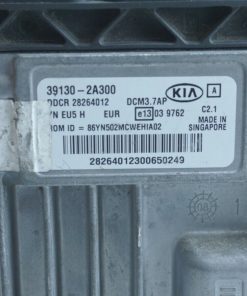 39130 - 2A300 KIA A
DDCR 28264012 DCM3.7AP
N EU5 H EUR e13 03 9762 C2.1
ROM ID = 86YN502MCWEHIA02 MADE IN
SINGAPORE
28264012300650249
08